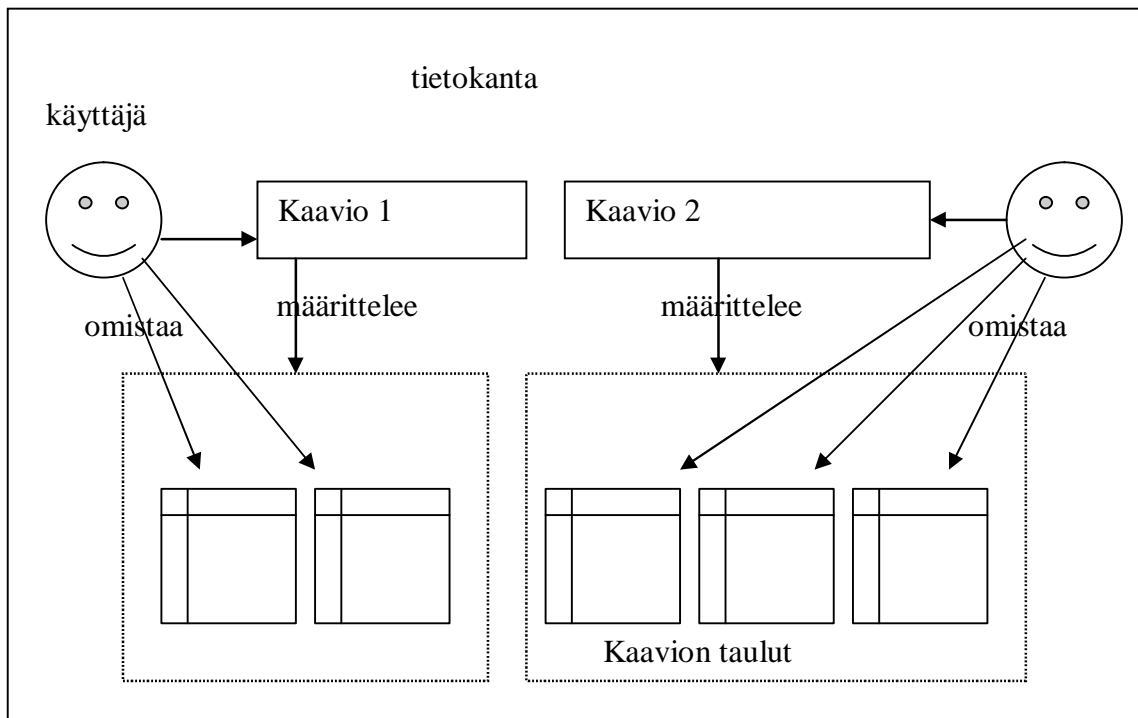 tietokanta
käyttäjä
Kaavio 1
Kaavio 2
määrittelee
määrittelee
omistaa
omistaa
Kaavion taulut